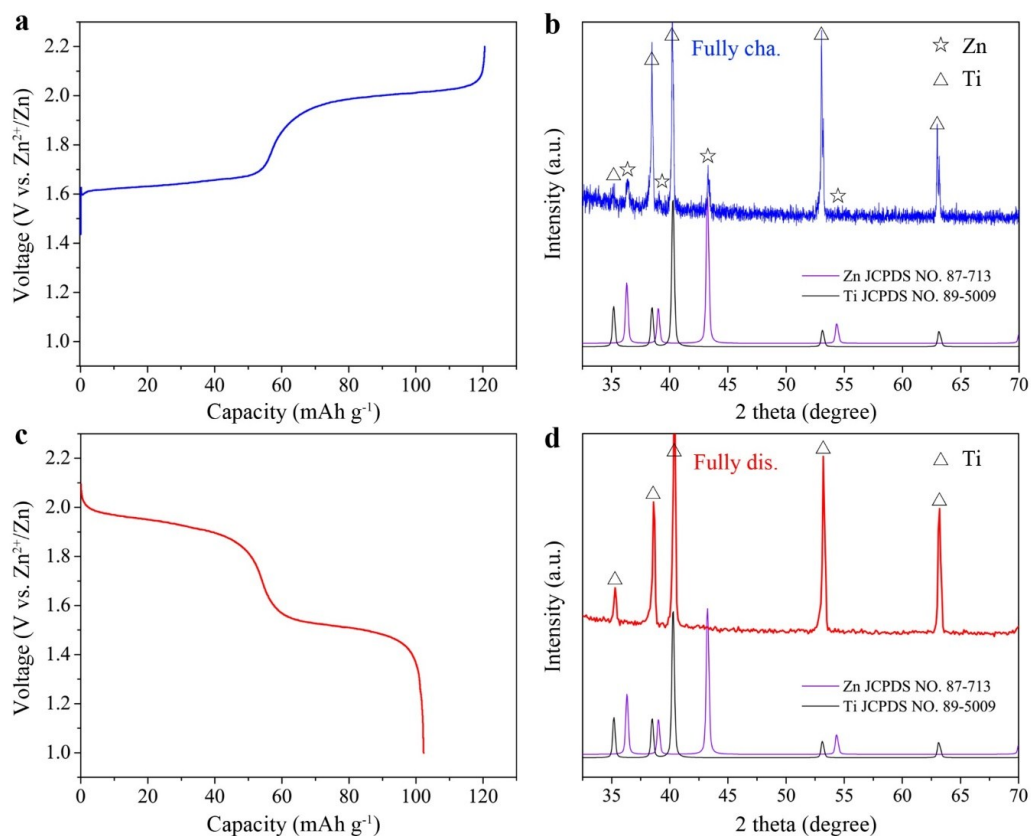 a
2.2
2.0
1.8
1.6
1.4
1.2
1.0
Voltage (V vs. Zn²⁺/Zn)
0 20 40 60 80 100 120
Capacity (mAh g⁻¹)
b
Fully cha.
☆ Zn
△ Ti
Intensity (a.u.)
Zn JCPDS NO. 87-713
Ti JCPDS NO. 89-5009
35 40 45 50 55 60 65 70
2 theta (degree)
c
2.2
2.0
1.8
1.6
1.4
1.2
1.0
Voltage (V vs. Zn²⁺/Zn)
0 20 40 60 80 100 120
Capacity (mAh g⁻¹)
d
Fully dis.
△ Ti
Intensity (a.u.)
Zn JCPDS NO. 87-713
Ti JCPDS NO. 89-5009
35 40 45 50 55 60 65 70
2 theta (degree)